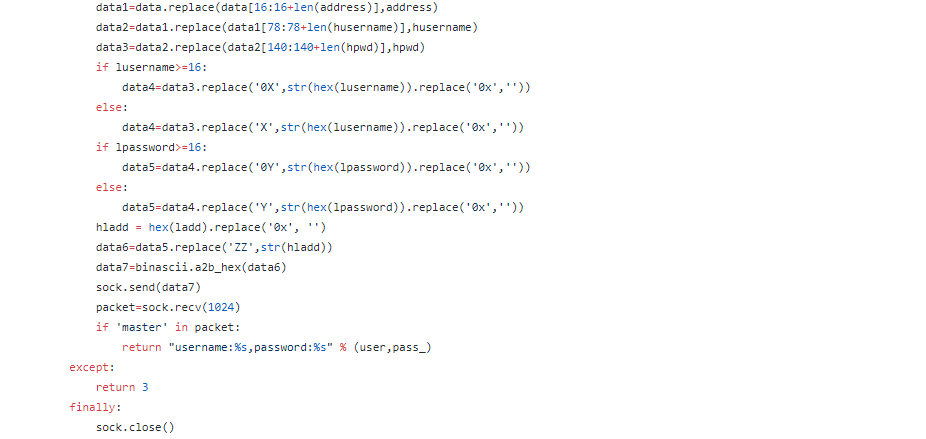 data1=data.replace(data[16:16+len(address)],address)
data2=data1.replace(data1[78:78+len(husername)],husername)
data3=data2.replace(data2[140:140+len(hpwd)],hpwd)
if lusername>=16:
data4=data3.replace('0X',str(hex(lusername)).replace('0x',''))
else:
data4=data3.replace('X',str(hex(lusername)).replace('0x',''))
if lpassword>=16:
data5=data4.replace('0Y',str(hex(lpassword)).replace('0x',''))
else:
data5=data4.replace('Y',str(hex(lpassword)).replace('0x',''))
hladd = hex(ladd).replace('0x', '')
data6=data5.replace('ZZ',str(hladd))
data7=binascii.a2b_hex(data6)
sock.send(data7)
packet=sock.recv(1024)
if 'master' in packet:
return "username:%s,password:%s" % (user,pass_)
except:
return 3
finally:
sock.close()